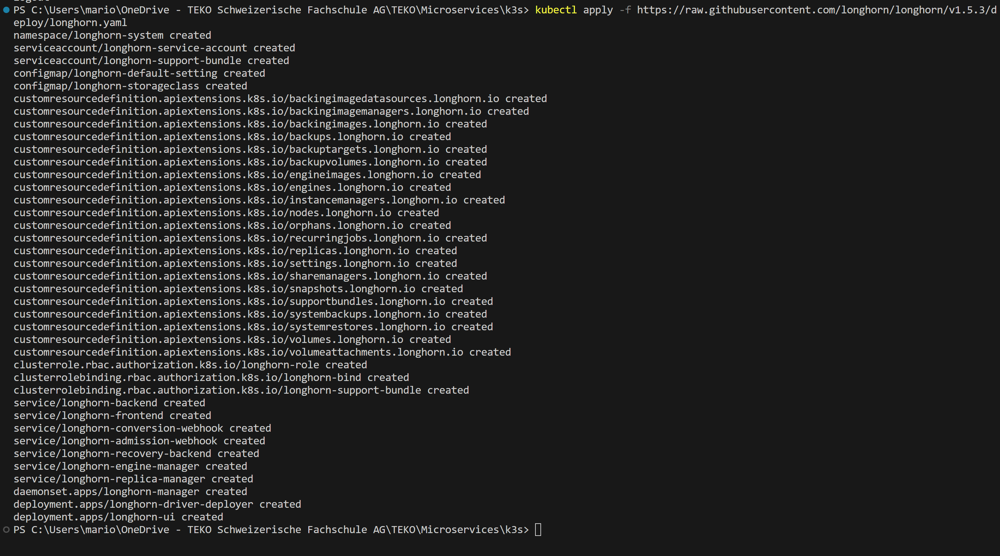 logout
PS C:\Users\mario\OneDrive - TEKO Schweizerische Fachschule AG\TEKO\Microservices\k3s> kubectl apply -f https://raw.githubusercontent.com/longhorn/longhorn/v1.5.3/d
eploy/longhorn.yaml
namespace/longhorn-system created
serviceaccount/longhorn-service-account created
serviceaccount/longhorn-support-bundle created
configmap/longhorn-default-setting created
configmap/longhorn-storageclass created
customresourcedefinition.apiextensions.k8s.io/backingimagedatasources.longhorn.io created
customresourcedefinition.apiextensions.k8s.io/backingimagemanagers.longhorn.io created
customresourcedefinition.apiextensions.k8s.io/backingimages.longhorn.io created
customresourcedefinition.apiextensions.k8s.io/backups.longhorn.io created
customresourcedefinition.apiextensions.k8s.io/backuptargets.longhorn.io created
customresourcedefinition.apiextensions.k8s.io/backupvolumes.longhorn.io created
customresourcedefinition.apiextensions.k8s.io/engineimages.longhorn.io created
customresourcedefinition.apiextensions.k8s.io/engines.longhorn.io created
customresourcedefinition.apiextensions.k8s.io/instancemanagers.longhorn.io created
customresourcedefinition.apiextensions.k8s.io/nodes.longhorn.io created
customresourcedefinition.apiextensions.k8s.io/orphans.longhorn.io created
customresourcedefinition.apiextensions.k8s.io/recurringjobs.longhorn.io created
customresourcedefinition.apiextensions.k8s.io/replicas.longhorn.io created
customresourcedefinition.apiextensions.k8s.io/settings.longhorn.io created
customresourcedefinition.apiextensions.k8s.io/sharemanagers.longhorn.io created
customresourcedefinition.apiextensions.k8s.io/snapshots.longhorn.io created
customresourcedefinition.apiextensions.k8s.io/supportbundles.longhorn.io created
customresourcedefinition.apiextensions.k8s.io/systembackups.longhorn.io created
customresourcedefinition.apiextensions.k8s.io/systemrestores.longhorn.io created
customresourcedefinition.apiextensions.k8s.io/volumes.longhorn.io created
customresourcedefinition.apiextensions.k8s.io/volumeattachments.longhorn.io created
clusterrole.rbac.authorization.k8s.io/longhorn-role created
clusterrolebinding.rbac.authorization.k8s.io/longhorn-bind created
clusterrolebinding.rbac.authorization.k8s.io/longhorn-support-bundle created
service/longhorn-backend created
service/longhorn-frontend created
service/longhorn-conversion-webhook created
service/longhorn-admission-webhook created
service/longhorn-recovery-backend created
service/longhorn-engine-manager created
service/longhorn-replica-manager created
daemonset.apps/longhorn-manager created
deployment.apps/longhorn-driver-deployer created
deployment.apps/longhorn-ui created
PS C:\Users\mario\OneDrive - TEKO Schweizerische Fachschule AG\TEKO\Microservices\k3s>